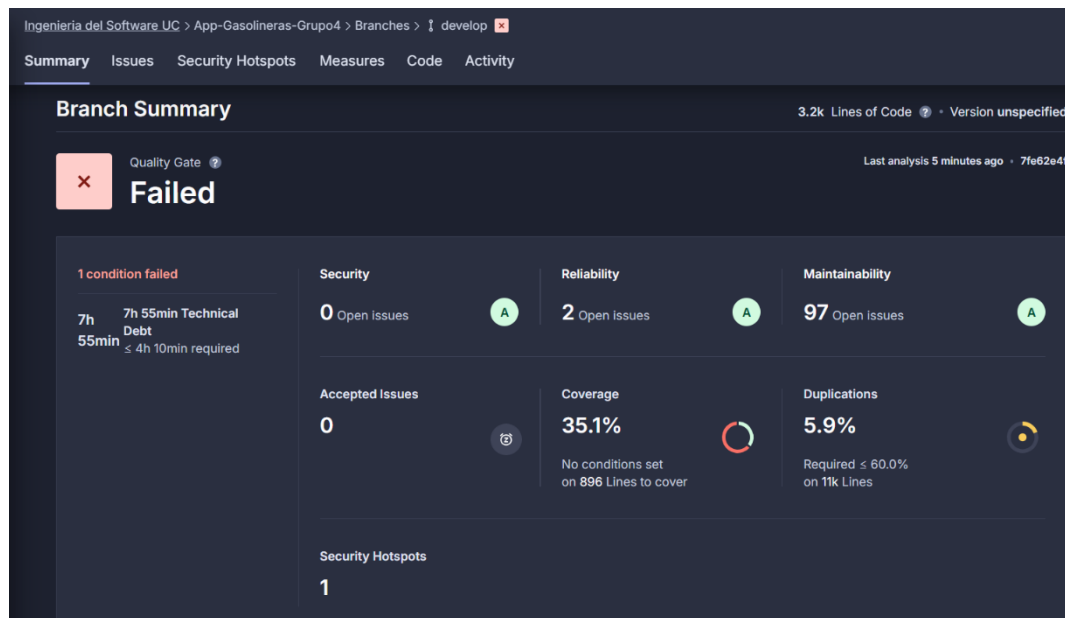 Ingenieria del Software UC > App-Gasolineras-Grupo4 > Branches > develop
Summary Issues Security Hotspots Measures Code Activity
Branch Summary
3.2k Lines of Code ? • Version unspecified
Quality Gate ?
Failed
Last analysis 5 minutes ago • 7fe62e4f
1 condition failed
7h 55min
7h 55min Technical Debt
≤ 4h 10min required
Security
0 Open issues
A
Reliability
2 Open issues
A
Maintainability
97 Open issues
A
Accepted Issues
0
Coverage
35.1%
No conditions set
on 896 Lines to cover
Duplications
5.9%
Required ≤ 60.0%
on 11k Lines
Security Hotspots
1